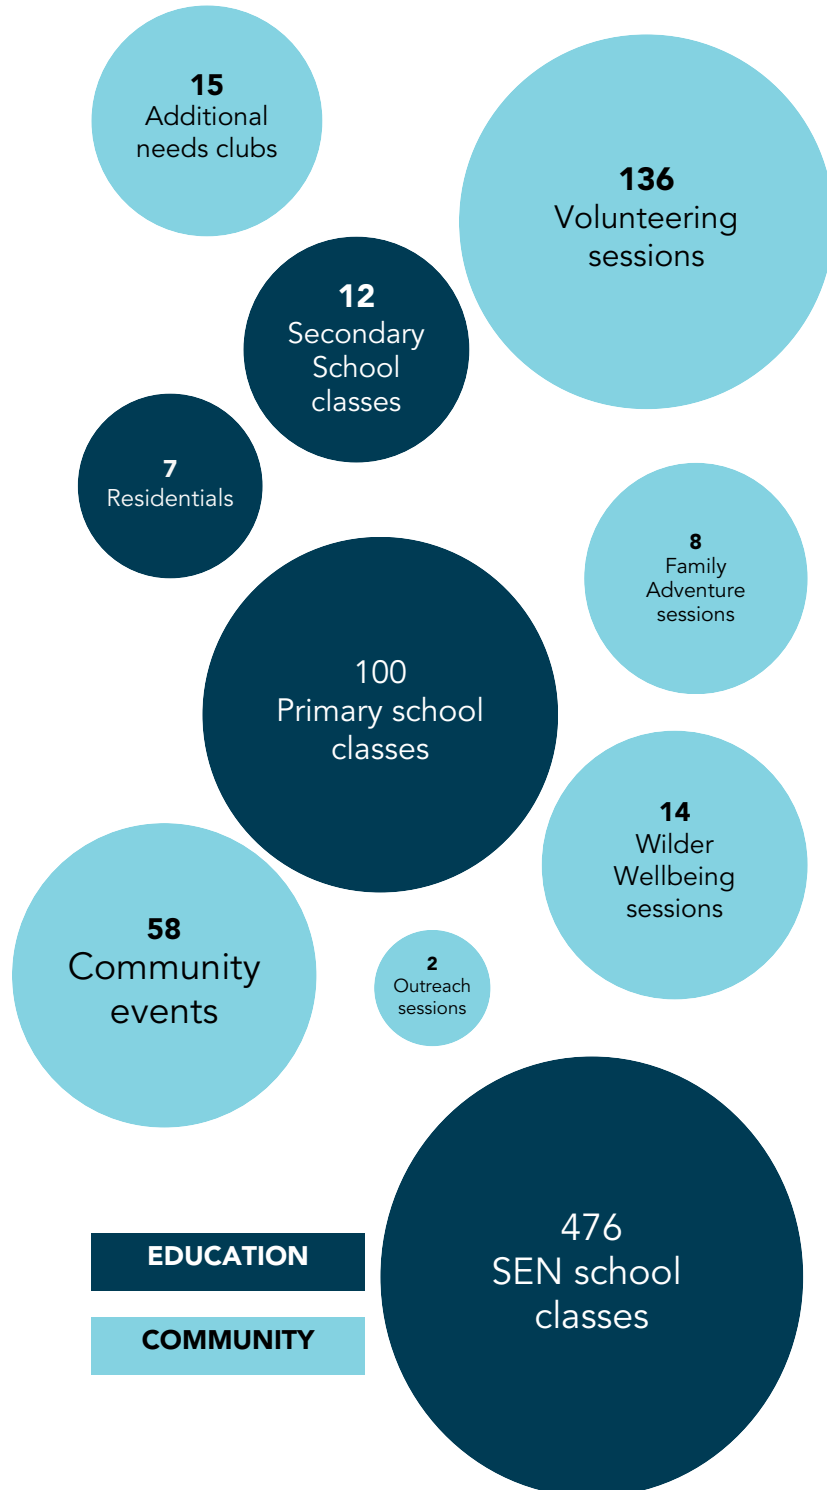 15
Additional
needs clubs
136
Volunteering
sessions
12
Secondary
School
classes
7
Residentials
8
Family
Adventure
sessions
100
Primary school
classes
14
Wilder
Wellbeing
sessions
58
Community
events
2
Outreach
sessions
476
SEN school
classes
EDUCATION
COMMUNITY